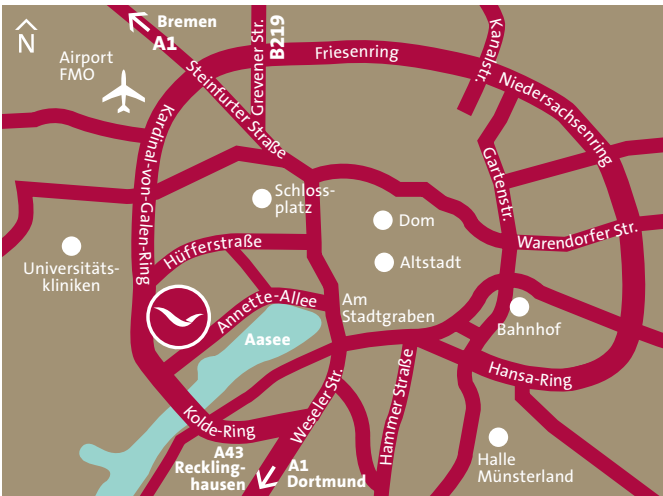 Bremen
A1
N
Airport
FMO
Steinfurter Straße
Grevener Str.
B219
Friesenring
Kanalstr.
Niedersachsenring
Kardinal-von-Galen-Ring
Gartenstr.
Schloss-
platz
Dom
Warendorfer Str.
Hüfferstraße
Universitäts-
kliniken
Altstadt
Annette-Allee
Am
Stadtgraben
Bahnhof
Aasee
Hansa-Ring
Kolde-Ring
Weseler Str.
Hammer Straße
A43
Reckling-
hausen
A1
Dortmund
Halle
Münsterland